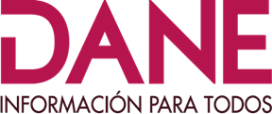 DANE
INFORMACIÓN PARA TODOS